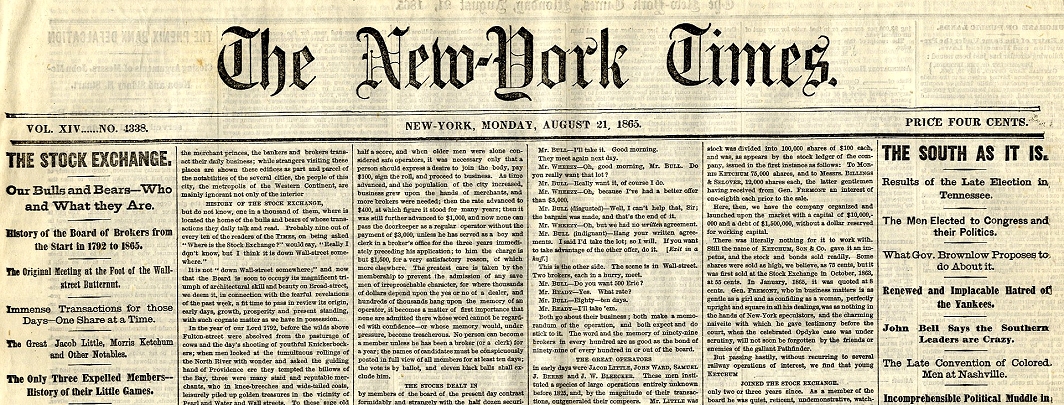 The New-York Times.
VOL. XIV......NO. 4338.
NEW-YORK, MONDAY, AUGUST 21, 1865.
PRICE FOUR CENTS.
THE STOCK EXCHANGE.
Our Bulls and Bears—Who
and What they Are.
History of the Board of Brokers from
the Start in 1792 to 1865.
The Original Meeting at the Foot of the Wall-
street Butternut.
Immense Transactions for those
Days—One Share at a Time.
The Great Jacob Little, Morris Ketchum
and Other Notables.
The Only Three Expelled Members—
History of their Little Games.
the merchant princes, the bankers and brokers trans-
act their daily business; while strangers visiting these
places are shown these edifices as part and parcel of
the notabilities of the several cities, the people of this
city, the metropolis of the Western Continent, are
mainly ignorant not only of the interior
HISTORY OF THE STOCK EXCHANGE,
but do not know, one in a thousand of them, where is
located the home of the bulls and bears of whose trans-
actions they daily talk and read. Probably nine out of
every ten of the readers of the TIMES, on being asked
"Where is the Stock Exchange?" would say, "Really I
don't know, but I think it is down Wall-street some-
where."
It is not "down Wall-street somewhere;" and now
that the Board is soon to occupy its magnificent tri-
umph of architectural skill and beauty on Broad-street,
we deem it, in connection with the fearful revelations
of the past week, a fit time to pass in review its origin,
early days, growth, prosperity and present standing,
with such cognate matter as we have in possession.
In the year of our Lord 1792, before the wilds above
Fulton-street were absorbed from the pasturage of
cows and the day's shooting of youthful Knickerbock-
ers; when men looked at the tumultuous rollings of
the North River with wonder and asked the guiding
hand of Providence ere they tempted the billows of
the Bay, three were many staid and reputable mer-
chants, who in knee-breeches and wide-tailed coats,
leisurely piled up golden treasures in the vicinity of
Pearl and Water and Wall streets. To these sage old
half a score, and when older men were alone con-
sidered safe operators, it was necessary only that a
person should express a desire to join the body, pay
$100, sign the roll, and proceed to business. As time
advanced, and the population of the city increased,
business grew upon the hands of merchants, and
more brokers were needed; then the rate advanced to
$400, at which figure it stood for many years; then it
was still further advanced to $1,000, and now none can
pass the doorkeeper as a regular operator without the
payment of $3,000, unless he has served as a boy and
clerk in a broker's office for the three years immedi-
ately preceding his application; to him the charge is
but $1,000, for a very satisfactory reason, of which
more elsewhere. The greatest care is taken by the
membership to prevent the admission of any save
men of irreproachable character, for where thousands
of dollars depend upon the yes or no of a dealer, and
hundreds of thousands hang upon the memory of an
operator, it becomes a matter of first importance that
none are admitted there whose word cannot be regard-
ed with confidence—or whose memory would, under
pressure, become treacherous. No person can become
a member unless he has been a broker (or a clerk) for
a year; the names of candidates must be conspicuously
posted in full view of all members for at least ten days;
the vote is by ballot, and eleven black balls shall ex-
clude him.
THE STOCKS DEALT IN
by members of the board of the present day contrast
formidably and strangely with the half dozen securi-
Mr. BULL—I'll take it. Good morning.
They meet again next day.
Mr. WEEKLY—Oh, good morning, Mr. BULL. Do
you really want that lot?
Mr. BULL—Really want it, of course I do.
Mr. WEEKLY—Oh, because I've had a better offer
than $5,000.
Mr. BULL (disgusted)—Well, I can't help that, Sir;
the bargain was made, and that's the end of it.
Mr. WEEKLY—Oh, but we had no written agreement.
Mr. BULL (indignant)—Hang your written agree-
ments. I said I'd take the lot; so I will. If you want
to take advantage of the other offer, do it. [Exit in a
huff.]
This is the other side. The scene is in Wall-street.
Two brokers, each in a hurry, meet.
Mr. BULL—Do you want 500 Erie?
Mr. READY—Yes. What rate?
Mr. BULL—Eighty—ten days.
Mr. READY—I'll take 'em.
Both go about their business; both make a memo-
randum of the operation, and both expect and do
stick to it. The word and the memory of ninety-nine
brokers in every hundred are as good as the bond of
ninety-nine of every hundred in or out of the board.
THE GREAT OPERATORS
in early days were JACOB LITTLE, JOHN WARD, SAMUEL
J. BEEBE and J. W. BLEECKER. These men insti-
tuted a species of large operations entirely unknown
before 1825, and, by the magnitude of their transac-
tions, outgeneraled their compeers. Mr. LITTLE was
stock was divided into 100,000 shares of $100 each,
and was, as appears by the stock ledger of the com-
pany, issued in the first instance as follows: To MOR-
RIS KETCHUM 75,000 shares, and to Messrs. BILLINGS
& SILOVER, 12,000 shares each, the latter gentlemen
having received from Gen. FREMONT an interest of
one-eighth each prior to the sale.
Here, then, we have the company organized and
launched upon the market with a capital of $10,000,-
000 and a debt of $1,500,000, without a dollar reserved
for working capital.
There was literally nothing for it to work with.
Still the name of KETCHUM, SON & CO. gave it an im-
petus, and the stock and bonds sold readily. Some
shares were sold as high, we believe, as 75 cents, but it
was first sold at the Stock Exchange in October, 1863,
at 55 cents. In January, 1865, it was quoted at 8
cents. Gen. FREMONT, who in business matters is as
gentle as a girl and as confiding as a woman, perfectly
upright and square in all his dealings, was as nothing in
the hands of New-York speculators, and the charming
naivete with which he gave testimony before the
court, when the celebrated Opdyke case was under
scrutiny, will not soon be forgotten by the friends or
enemies of the gallant Pathfinder.
But passing hastily, without recurring to several
railway operations of interest, we find that young
KETCHUM
JOINED THE STOCK EXCHANGE.
only two or three years since. As a member of the
board he was quiet, reticent, undemonstrative, watch-
THE SOUTH AS IT IS.
Results of the Late Election in
Tennessee.
The Men Elected to Congress and
their Politics.
What Gov. Brownlow Proposes to
do About it.
Renewed and Implacable Hatred of
the Yankees.
John Bell Says the Southern
Leaders are Crazy.
The Late Convention of Colored
Men at Nashville.
Incomprehensible Political Muddle in